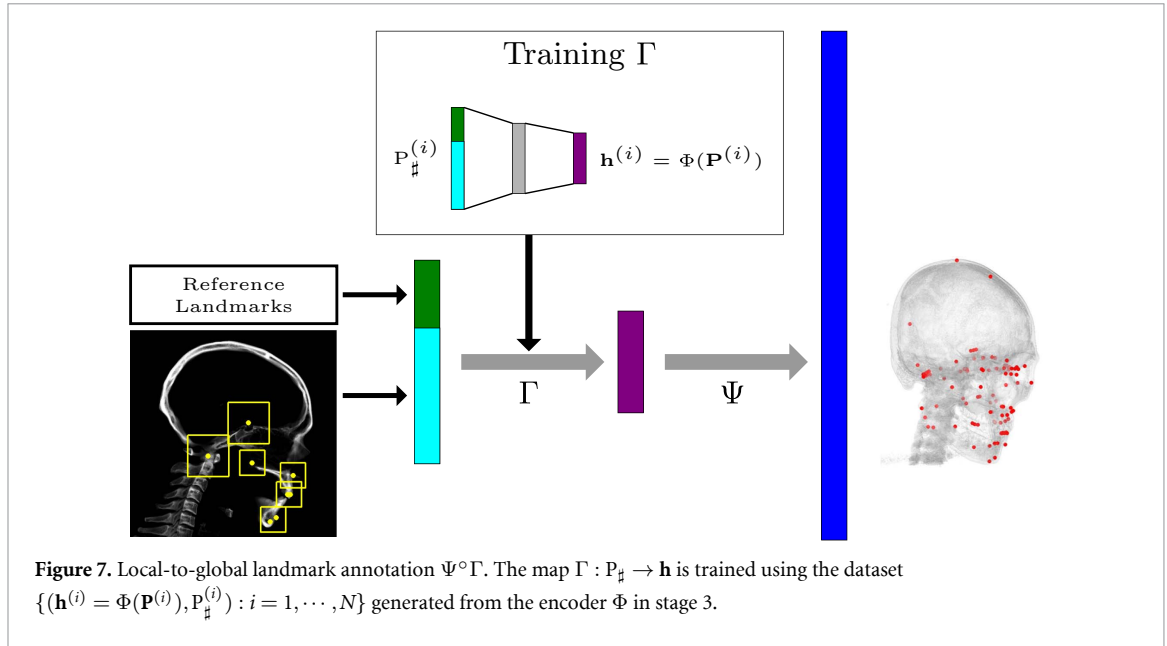 Training Γ
P♯^(i)
h^(i) = Φ(P^(i))
Reference
Landmarks
Γ
Ψ
Figure 7. Local-to-global landmark annotation Ψ°Γ. The map Γ : P♯ → h is trained using the dataset
{(h^(i) = Φ(P^(i)), P♯^(i)) : i = 1, ⋯, N} generated from the encoder Φ in stage 3.